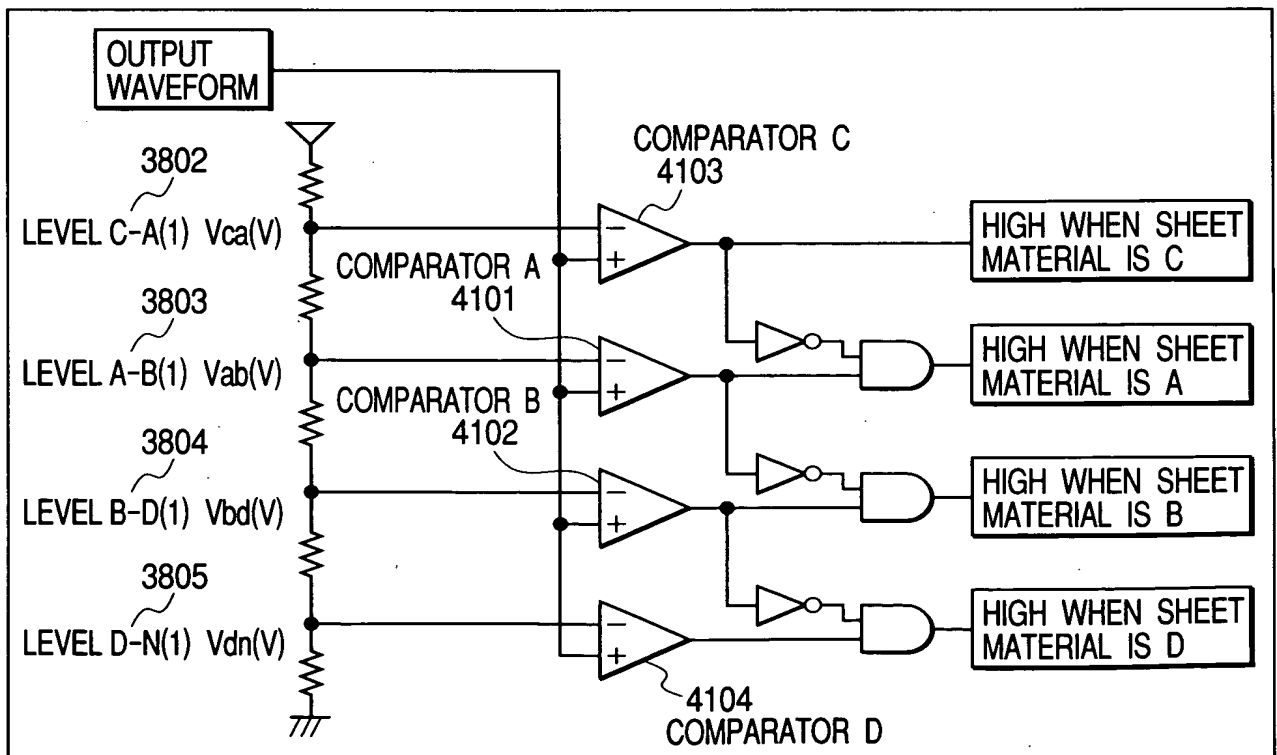 OUTPUT
WAVEFORM
COMPARATOR C
4103
3802
LEVEL C-A(1) Vca(V)
- 
+
HIGH WHEN SHEET
MATERIAL IS C
COMPARATOR A
4101
3803
LEVEL A-B(1) Vab(V)
-
+
HIGH WHEN SHEET
MATERIAL IS A
COMPARATOR B
4102
3804
LEVEL B-D(1) Vbd(V)
-
+
HIGH WHEN SHEET
MATERIAL IS B
3805
LEVEL D-N(1) Vdn(V)
-
+
HIGH WHEN SHEET
MATERIAL IS D
4104
COMPARATOR D